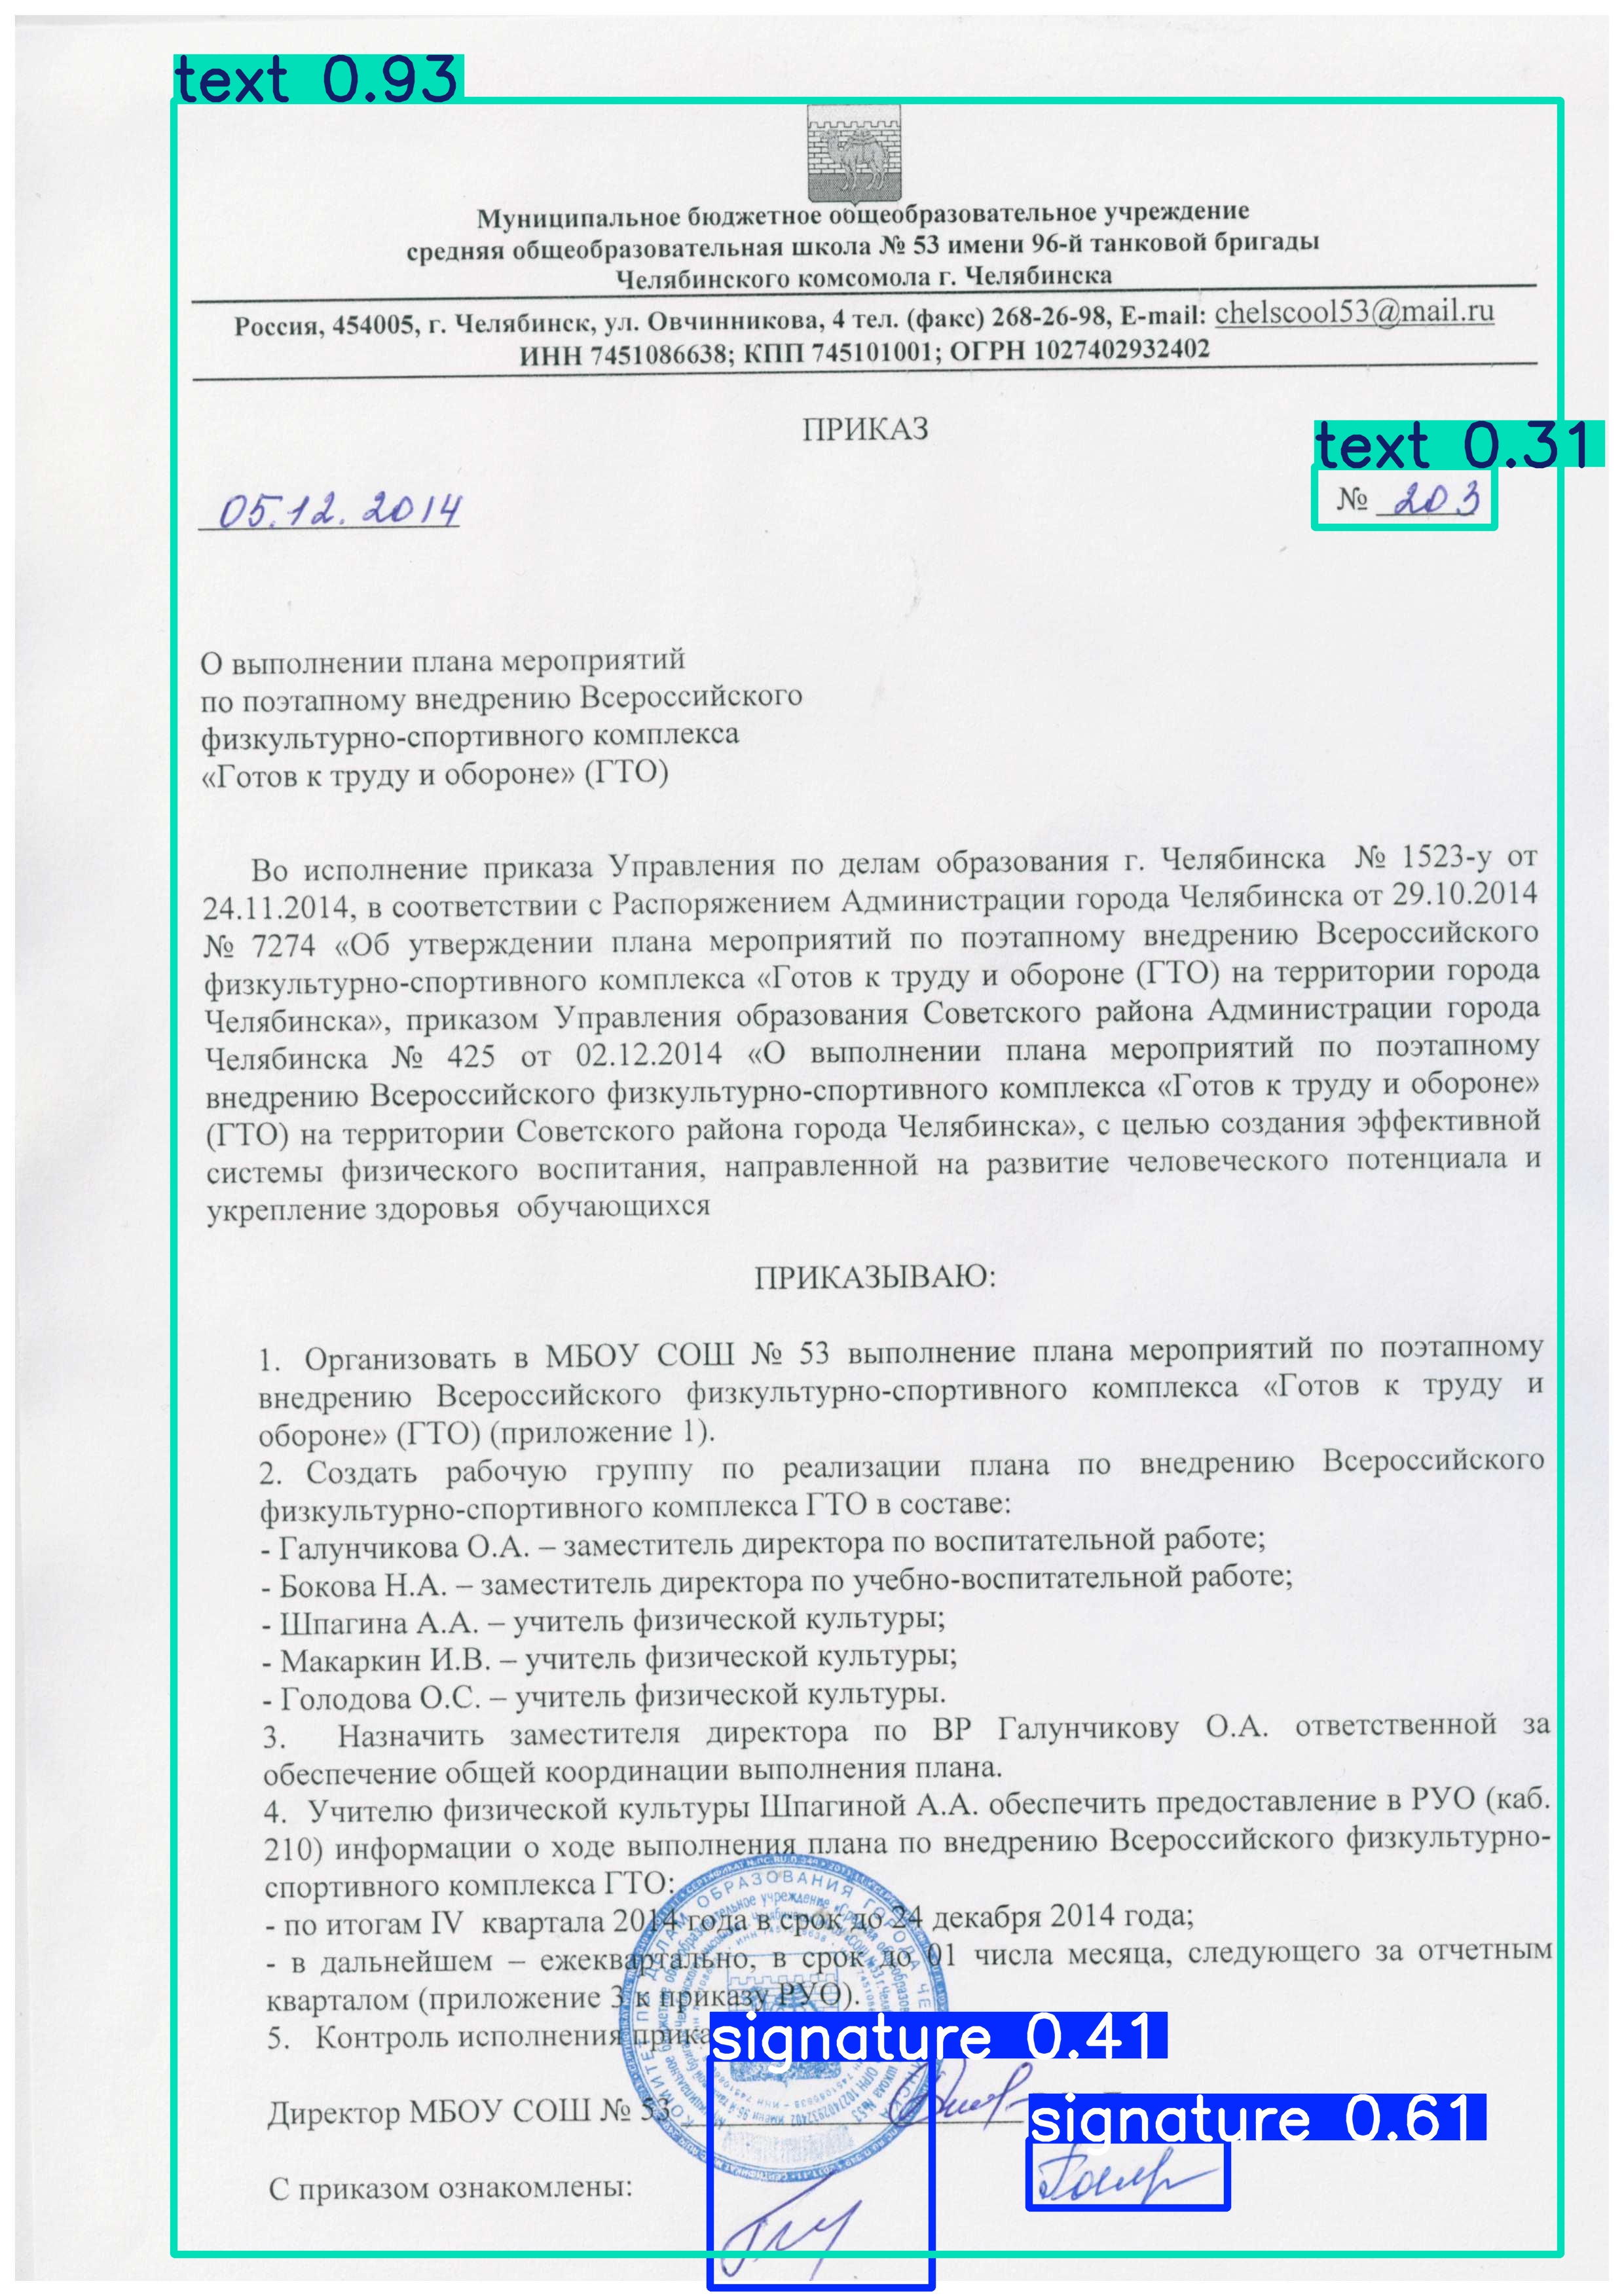 text 0.93
Муниципальное бюджетное общеобразовательное учреждение
средняя общеобразовательная школа № 53 имени 96-й танковой бригады
Челябинского комсомола г. Челябинска
Россия, 454005, г. Челябинск, ул. Овчинникова, 4 тел. (факс) 268-26-98, E-mail: chelscool53@mail.ru
ИНН 7451086638; КПП 745101001; ОГРН 1027402932402
ПРИКАЗ
text 0.31
05.12.2014 № 203
О выполнении плана мероприятий
по поэтапному внедрению Всероссийского
физкультурно-спортивного комплекса
«Готов к труду и обороне» (ГТО)
Во исполнение приказа Управления по делам образования г. Челябинска № 1523-у от
24.11.2014, в соответствии с Распоряжением Администрации города Челябинска от 29.10.2014
№ 7274 «Об утверждении плана мероприятий по поэтапному внедрению Всероссийского
физкультурно-спортивного комплекса «Готов к труду и обороне (ГТО) на территории города
Челябинска», приказом Управления образования Советского района Администрации города
Челябинска № 425 от 02.12.2014 «О выполнении плана мероприятий по поэтапному
внедрению Всероссийского физкультурно-спортивного комплекса «Готов к труду и обороне»
(ГТО) на территории Советского района города Челябинска», с целью создания эффективной
системы физического воспитания, направленной на развитие человеческого потенциала и
укрепление здоровья обучающихся
ПРИКАЗЫВАЮ:
1. Организовать в МБОУ СОШ № 53 выполнение плана мероприятий по поэтапному
внедрению Всероссийского физкультурно-спортивного комплекса «Готов к труду и
обороне» (ГТО) (приложение 1).
2. Создать рабочую группу по реализации плана по внедрению Всероссийского
физкультурно-спортивного комплекса ГТО в составе:
- Галунчикова О.А. – заместитель директора по воспитательной работе;
- Бокова Н.А. – заместитель директора по учебно-воспитательной работе;
- Шпагина А.А. – учитель физической культуры;
- Макаркин И.В. – учитель физической культуры;
- Голодова О.С. – учитель физической культуры.
3. Назначить заместителя директора по ВР Галунчикову О.А. ответственной за
обеспечение общей координации выполнения плана.
4. Учителю физической культуры Шпагиной А.А. обеспечить предоставление в РУО (каб.
210) информации о ходе выполнения плана по внедрению Всероссийского физкультурно-
спортивного комплекса ГТО:
- по итогам IV квартала 2014 года в срок до 24 декабря 2014 года;
- в дальнейшем – ежеквартально, в срок до 01 числа месяца, следующего за отчетным
кварталом (приложение 3 к приказу РУО).
5. Контроль исполнения
signature 0.41
Директор МБОУ СОШ № 53
signature 0.61
С приказом ознакомлены: